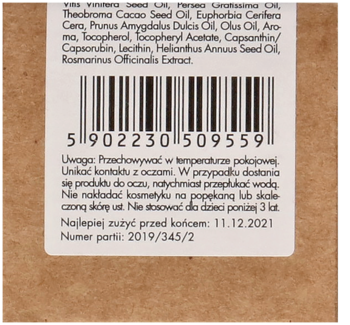 Vitis Vinifera Seed Oil, Persea Gratissima Oil,
Theobroma Cacao Seed Oil, Euphorbia Cerifera
Cera, Prunus Amygdalus Dulcis Oil, Olus Oil, Aro-
ma, Tocopherol, Tocopheryl Acetate, Capsanthin/
Capsorubin, Lecithin, Helianthus Annuus Seed Oil,
Rosmarinus Officinalis Extract.
5 902230 509559
Uwaga: Przechowywać w temperaturze pokojowej.
Unikać kontaktu z oczami. W przypadku dostania
się produktu do oczu, natychmiast przepłukać wodą.
Nie nakładać kosmetyku na popękaną lub skale-
czoną skórę ust. Nie stosować dla dzieci poniżej 3 lat.
Najlepiej zużyć przed końcem: 11.12.2021
Numer partii: 2019/345/2